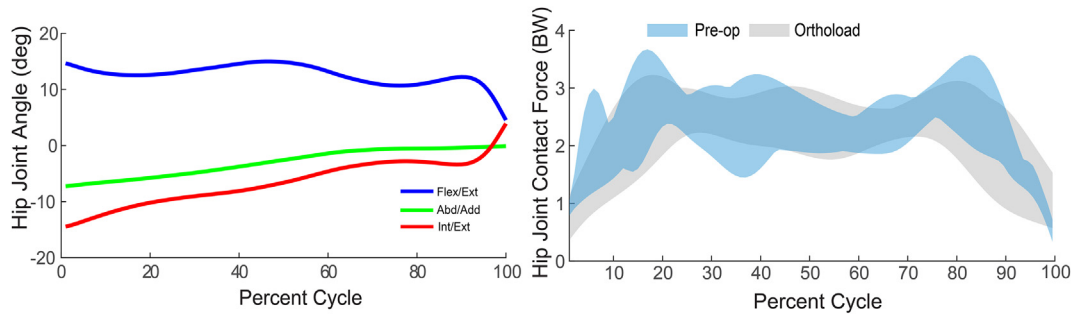 Hip Joint Angle (deg)
20
10
0
-10
-20
0
20
40
60
80
100
Percent Cycle
Flex/Ext
Abd/Add
Int/Ext
Hip Joint Contact Force (BW)
4
3
2
1
0
10
20
30
40
50
60
70
80
90
100
Percent Cycle
Pre-op
Orthoload